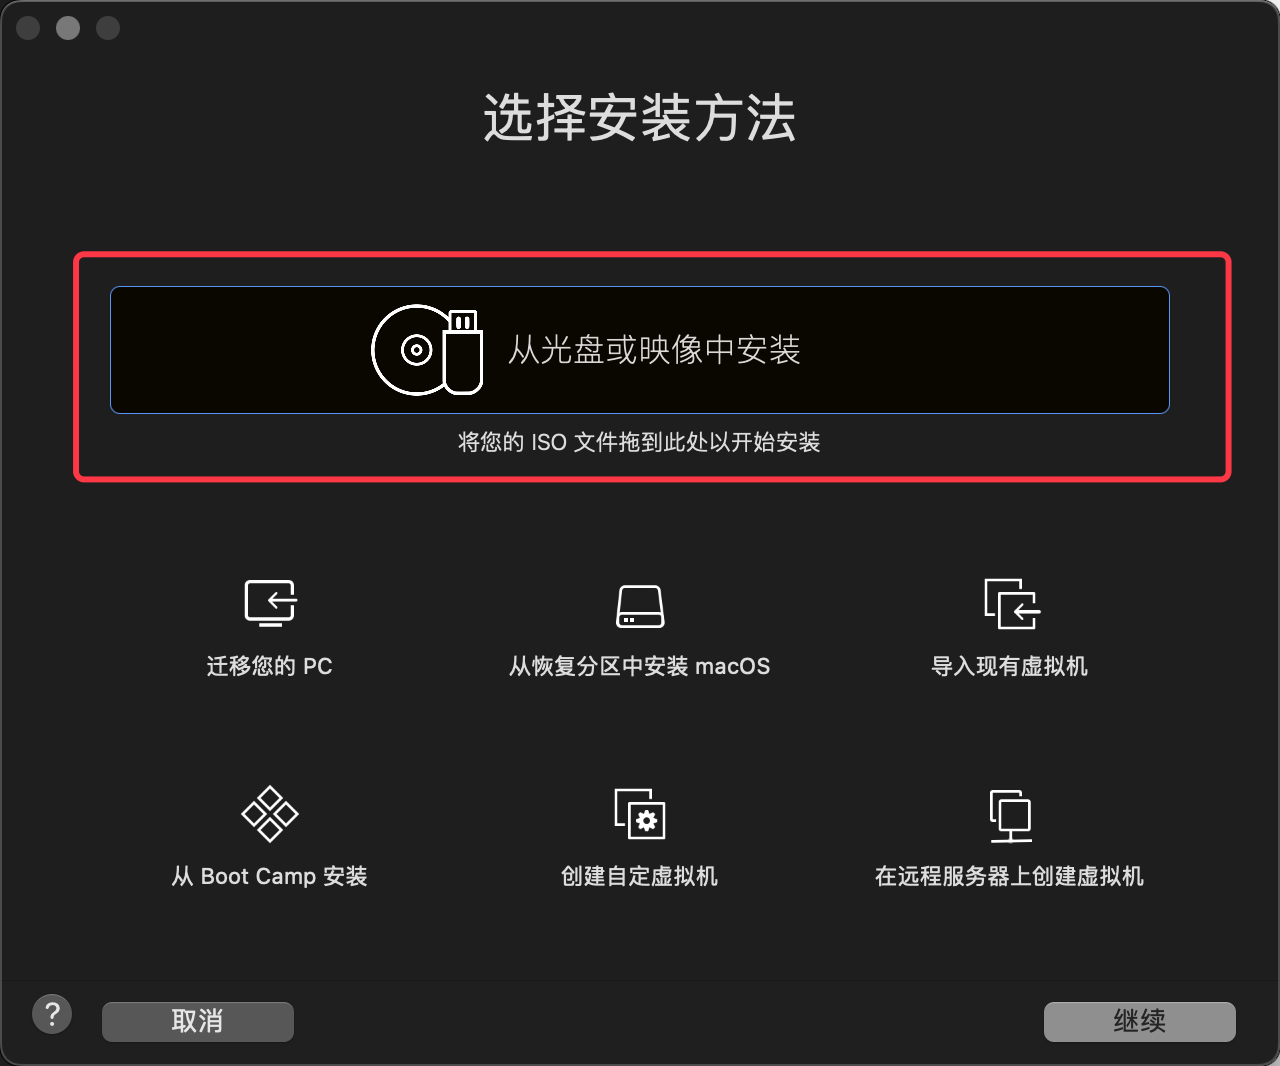 选择安装方法
从光盘或映像中安装
将您的 ISO 文件拖到此处以开始安装
迁移您的 PC
从恢复分区中安装 macOS
导入现有虚拟机
从 Boot Camp 安装
创建自定虚拟机
在远程服务器上创建虚拟机
?
取消
继续